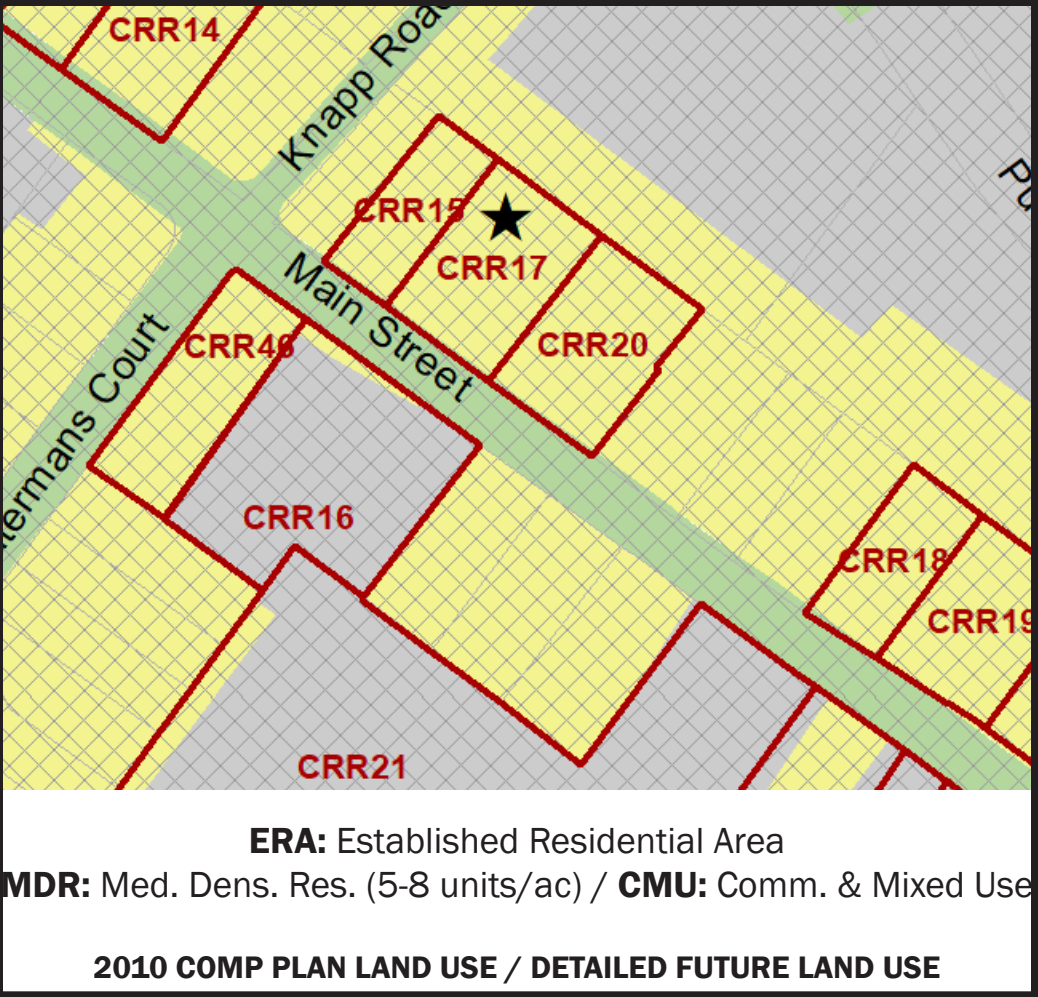 CRR14
Knapp Road
CRR15
CRR17
Main Street
CRR20
CRR46
CRR16
CRR18
CRR19
CRR21
ERA: Established Residential Area
MDR: Med. Dens. Res. (5-8 units/ac) / CMU: Comm. & Mixed Use
2010 COMP PLAN LAND USE / DETAILED FUTURE LAND USE